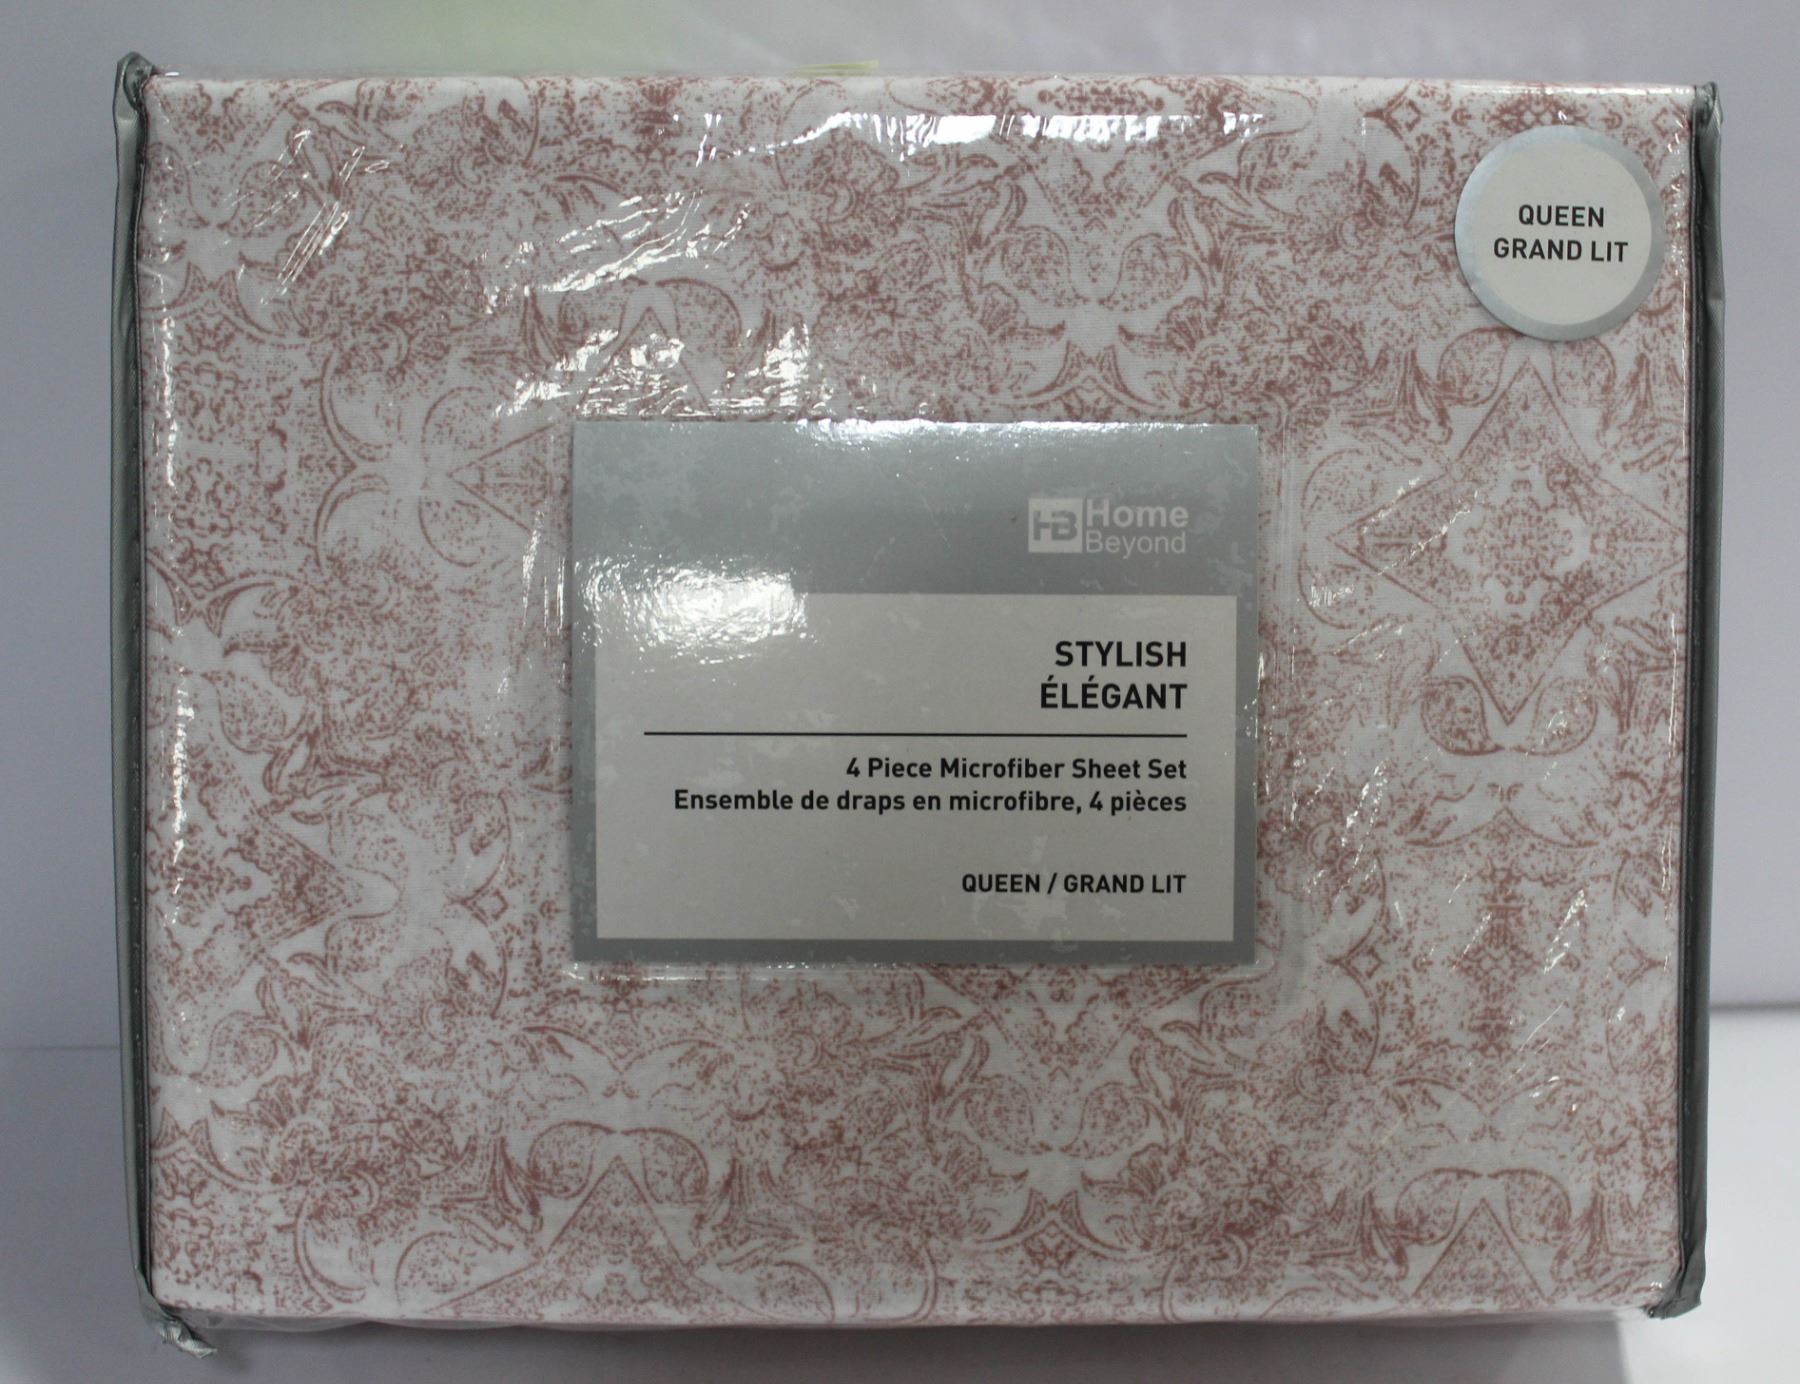 QUEEN
GRAND LIT
HB Home
Beyond
STYLISH
ÉLÉGANT
4 Piece Microfiber Sheet Set
Ensemble de draps en microfibre, 4 pièces
QUEEN / GRAND LIT